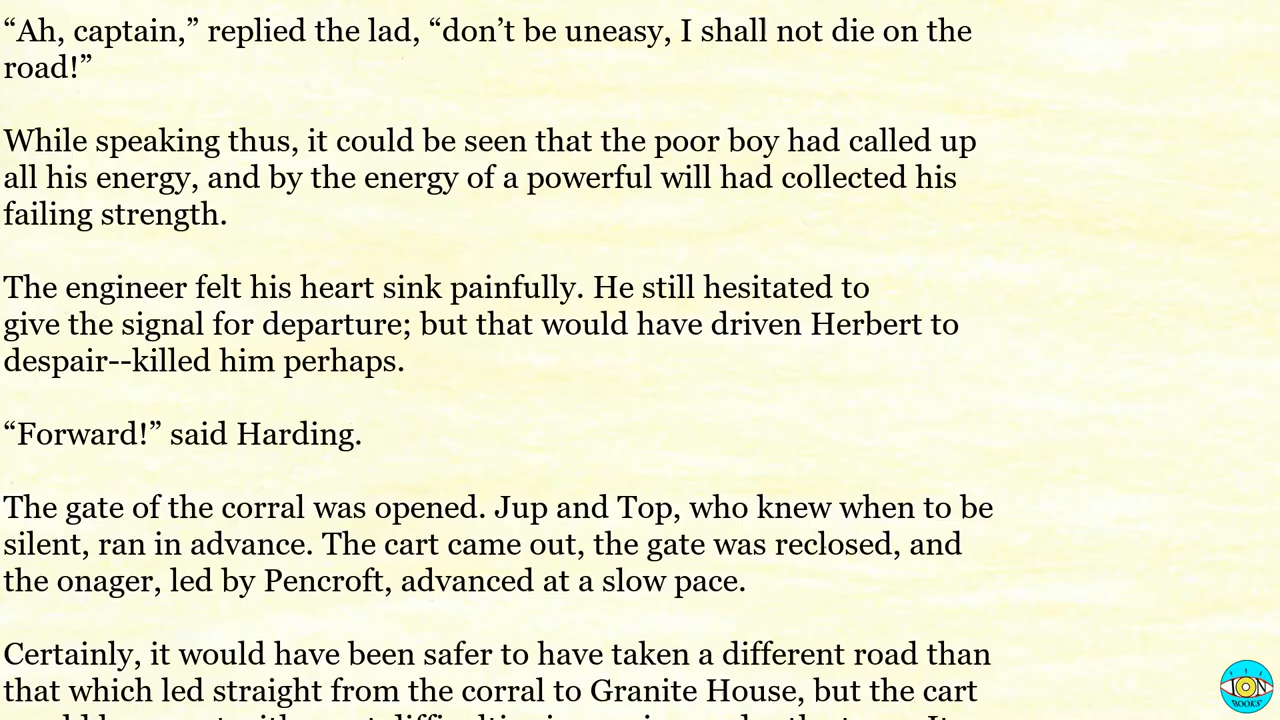 “Ah, captain,” replied the lad, “don’t be uneasy, I shall not die on the
road!”
While speaking thus, it could be seen that the poor boy had called up
all his energy, and by the energy of a powerful will had collected his
failing strength.
The engineer felt his heart sink painfully. He still hesitated to
give the signal for departure; but that would have driven Herbert to
despair--killed him perhaps.
“Forward!” said Harding.
The gate of the corral was opened. Jup and Top, who knew when to be
silent, ran in advance. The cart came out, the gate was reclosed, and
the onager, led by Pencroft, advanced at a slow pace.
Certainly, it would have been safer to have taken a different road than
that which led straight from the corral to Granite House, but the cart
ION
BOOKS